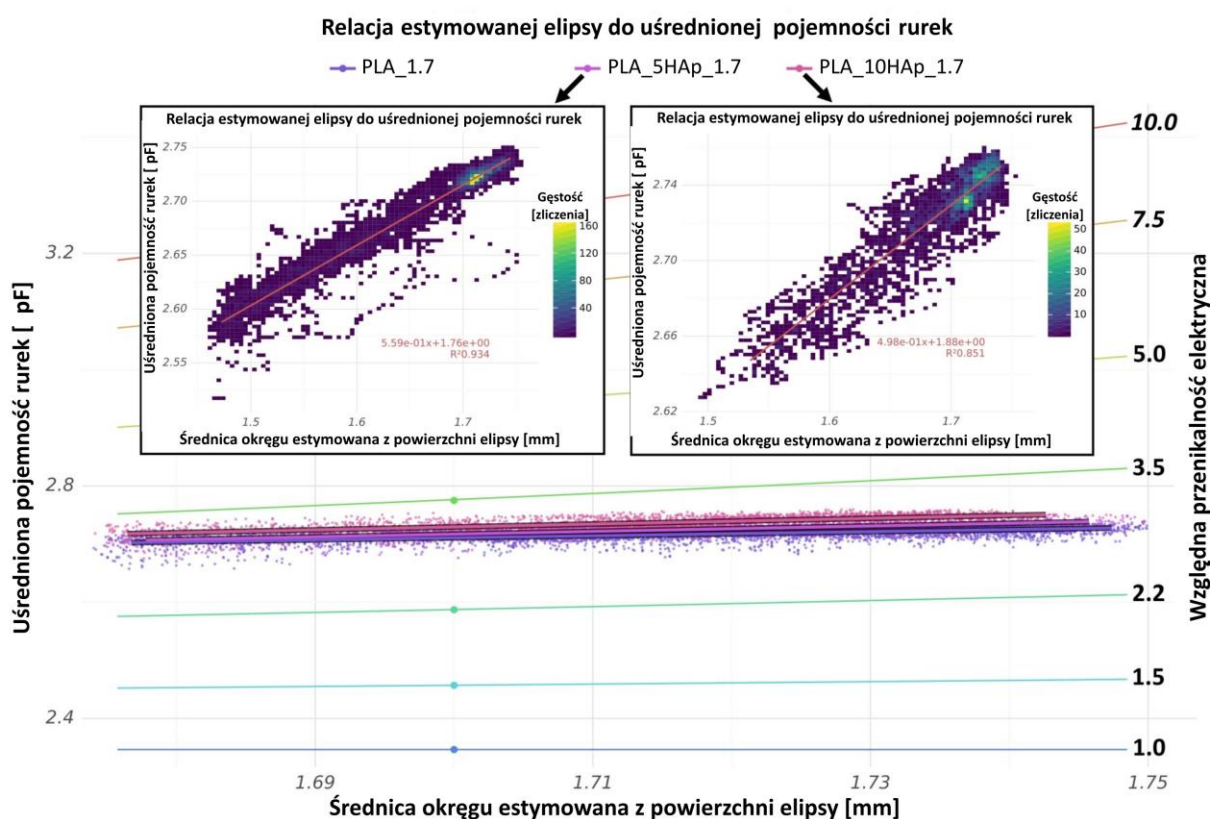 Relacja estymowanej elipsy do uśrednionej pojemności rurek
PLA_1.7 PLA_5HAp_1.7 PLA_10HAp_1.7
Relacja estymowanej elipsy do uśrednionej pojemności rurek
Uśredniona pojemność rurek [ pF]
2.75
2.70
2.65
2.60
2.55
Gęstość
[zliczenia]
160
120
80
40
5.59e-01x+1.76e+00
R²0.934
1.5 1.6 1.7
Średnica okręgu estymowana z powierzchni elipsy [mm]
Relacja estymowanej elipsy do uśrednionej pojemności rurek
Uśredniona pojemność rurek [ pF]
2.74
2.70
2.66
2.62
Gęstość
[zliczenia]
50
40
30
20
10
4.98e-01x+1.88e+00
R²0.851
1.5 1.6 1.7
Średnica okręgu estymowana z powierzchni elipsy [mm]
Uśredniona pojemność rurek [ pF]
3.2
2.8
2.4
10.0
7.5
5.0
3.5
2.2
1.5
1.0
Względna przenikalność elektryczna
1.69 1.71 1.73 1.75
Średnica okręgu estymowana z powierzchni elipsy [mm]